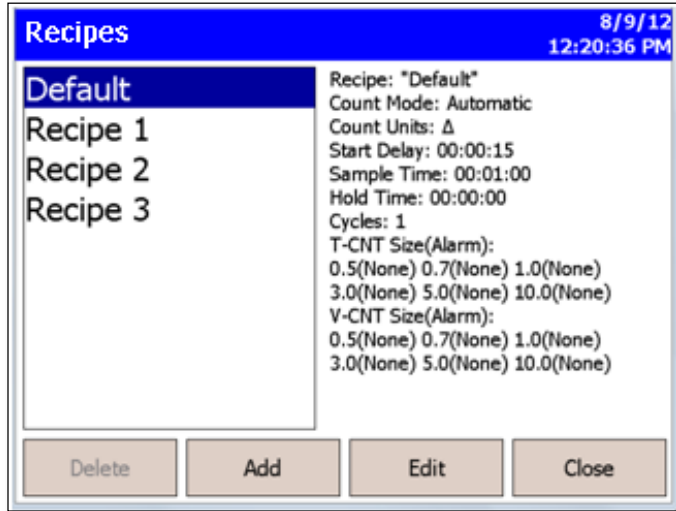 Recipes
8/9/12
12:20:36 PM
Default
Recipe 1
Recipe 2
Recipe 3
Recipe: "Default"
Count Mode: Automatic
Count Units: Δ
Start Delay: 00:00:15
Sample Time: 00:01:00
Hold Time: 00:00:00
Cycles: 1
T-CNT Size(Alarm):
0.5(None) 0.7(None) 1.0(None)
3.0(None) 5.0(None) 10.0(None)
V-CNT Size(Alarm):
0.5(None) 0.7(None) 1.0(None)
3.0(None) 5.0(None) 10.0(None)
Delete
Add
Edit
Close